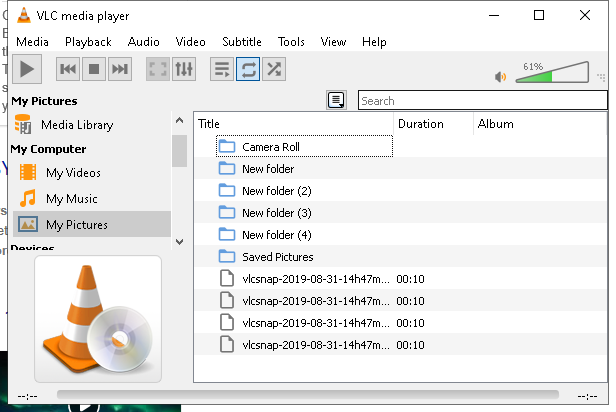 VLC media player
Media Playback Audio Video Subtitle Tools View Help
61%
My Pictures
Media Library
My Computer
My Videos
My Music
My Pictures
Devices
Search
Title Duration Album
Camera Roll
New folder
New folder (2)
New folder (3)
New folder (4)
Saved Pictures
vlcsnap-2019-08-31-14h47m... 00:10
vlcsnap-2019-08-31-14h47m... 00:10
vlcsnap-2019-08-31-14h47m... 00:10
vlcsnap-2019-08-31-14h47m... 00:10
--:-- --:--